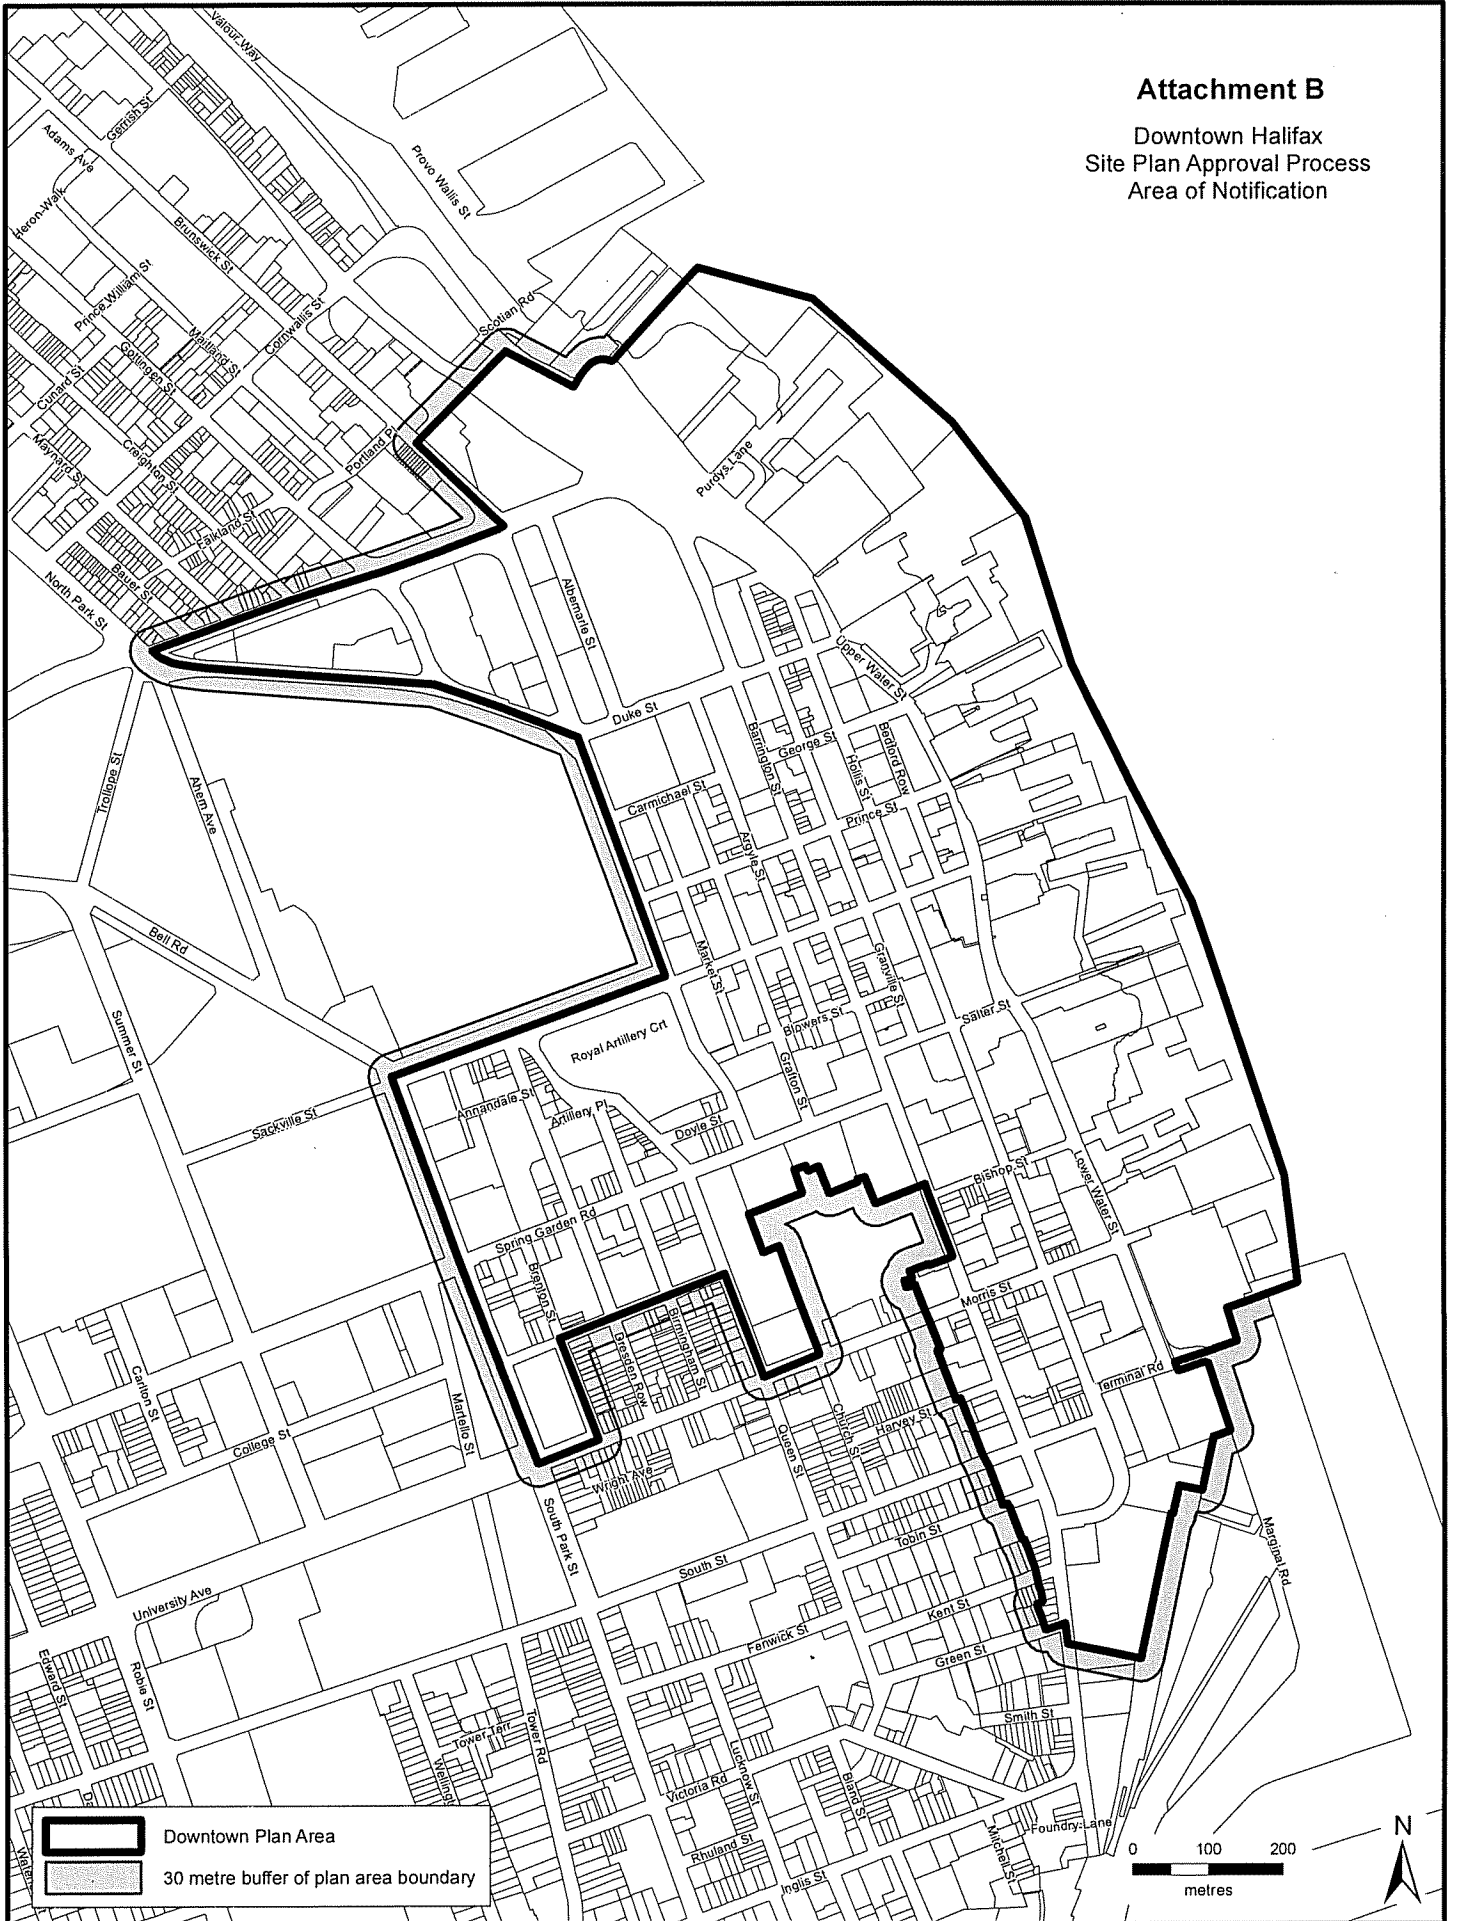 Attachment B
Downtown Halifax
Site Plan Approval Process
Area of Notification
Valour Way
Gerrish St
Adams Ave
Provo Wallis St
Heron Walk
Brunswick St
Prince William St
Cornwallis St
Scotian Rd
Maitland St
Gottingen St
Cunard St
Portland Pl
Maynard St
Creighton St
Purdys Lane
Falkland St
Bauer St
North Park St
Albemarle St
Upper Water St
Duke St
Barrington St
George St
Bedford Row
Hollis St
Trollope St
Ahern Ave
Carmichael St
Prince St
Argyle St
Bell Rd
Market St
Granville St
Summer St
Salter St
Blowers St
Royal Artillery Crt
Grafton St
Annandale St
Artillery Pl
Sackville St
Doyle St
Bishop St
Lower Water St
Spring Garden Rd
Brenton St
Morris St
Birmingham St
Dresden Row
Terminal Rd
Carlton St
Martello St
Church St
Harvey St
College St
Queen St
Wright Ave
South Park St
Tobin St
Marginal Rd
South St
University Ave
Kent St
Fenwick St
Green St
Edward St
Robie St
Smith St
Tower Terr
Tower Rd
Lucknow St
Victoria Rd
Bland St
Foundry Lane
Mitchell St
Rhuland St
Inglis St
Downtown Plan Area
30 metre buffer of plan area boundary
0 100 200
metres
N